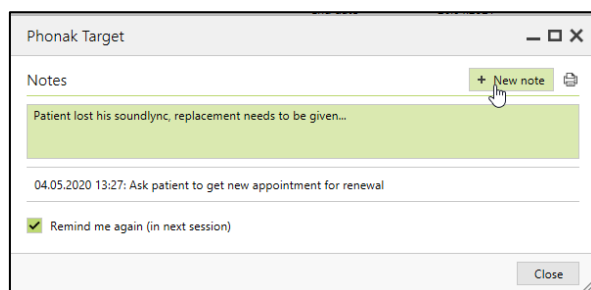 Phonak Target
Notes
+ New note
Patient lost his soundlync, replacement needs to be given...
04.05.2020 13:27: Ask patient to get new appointment for renewal
Remind me again (in next session)
Close